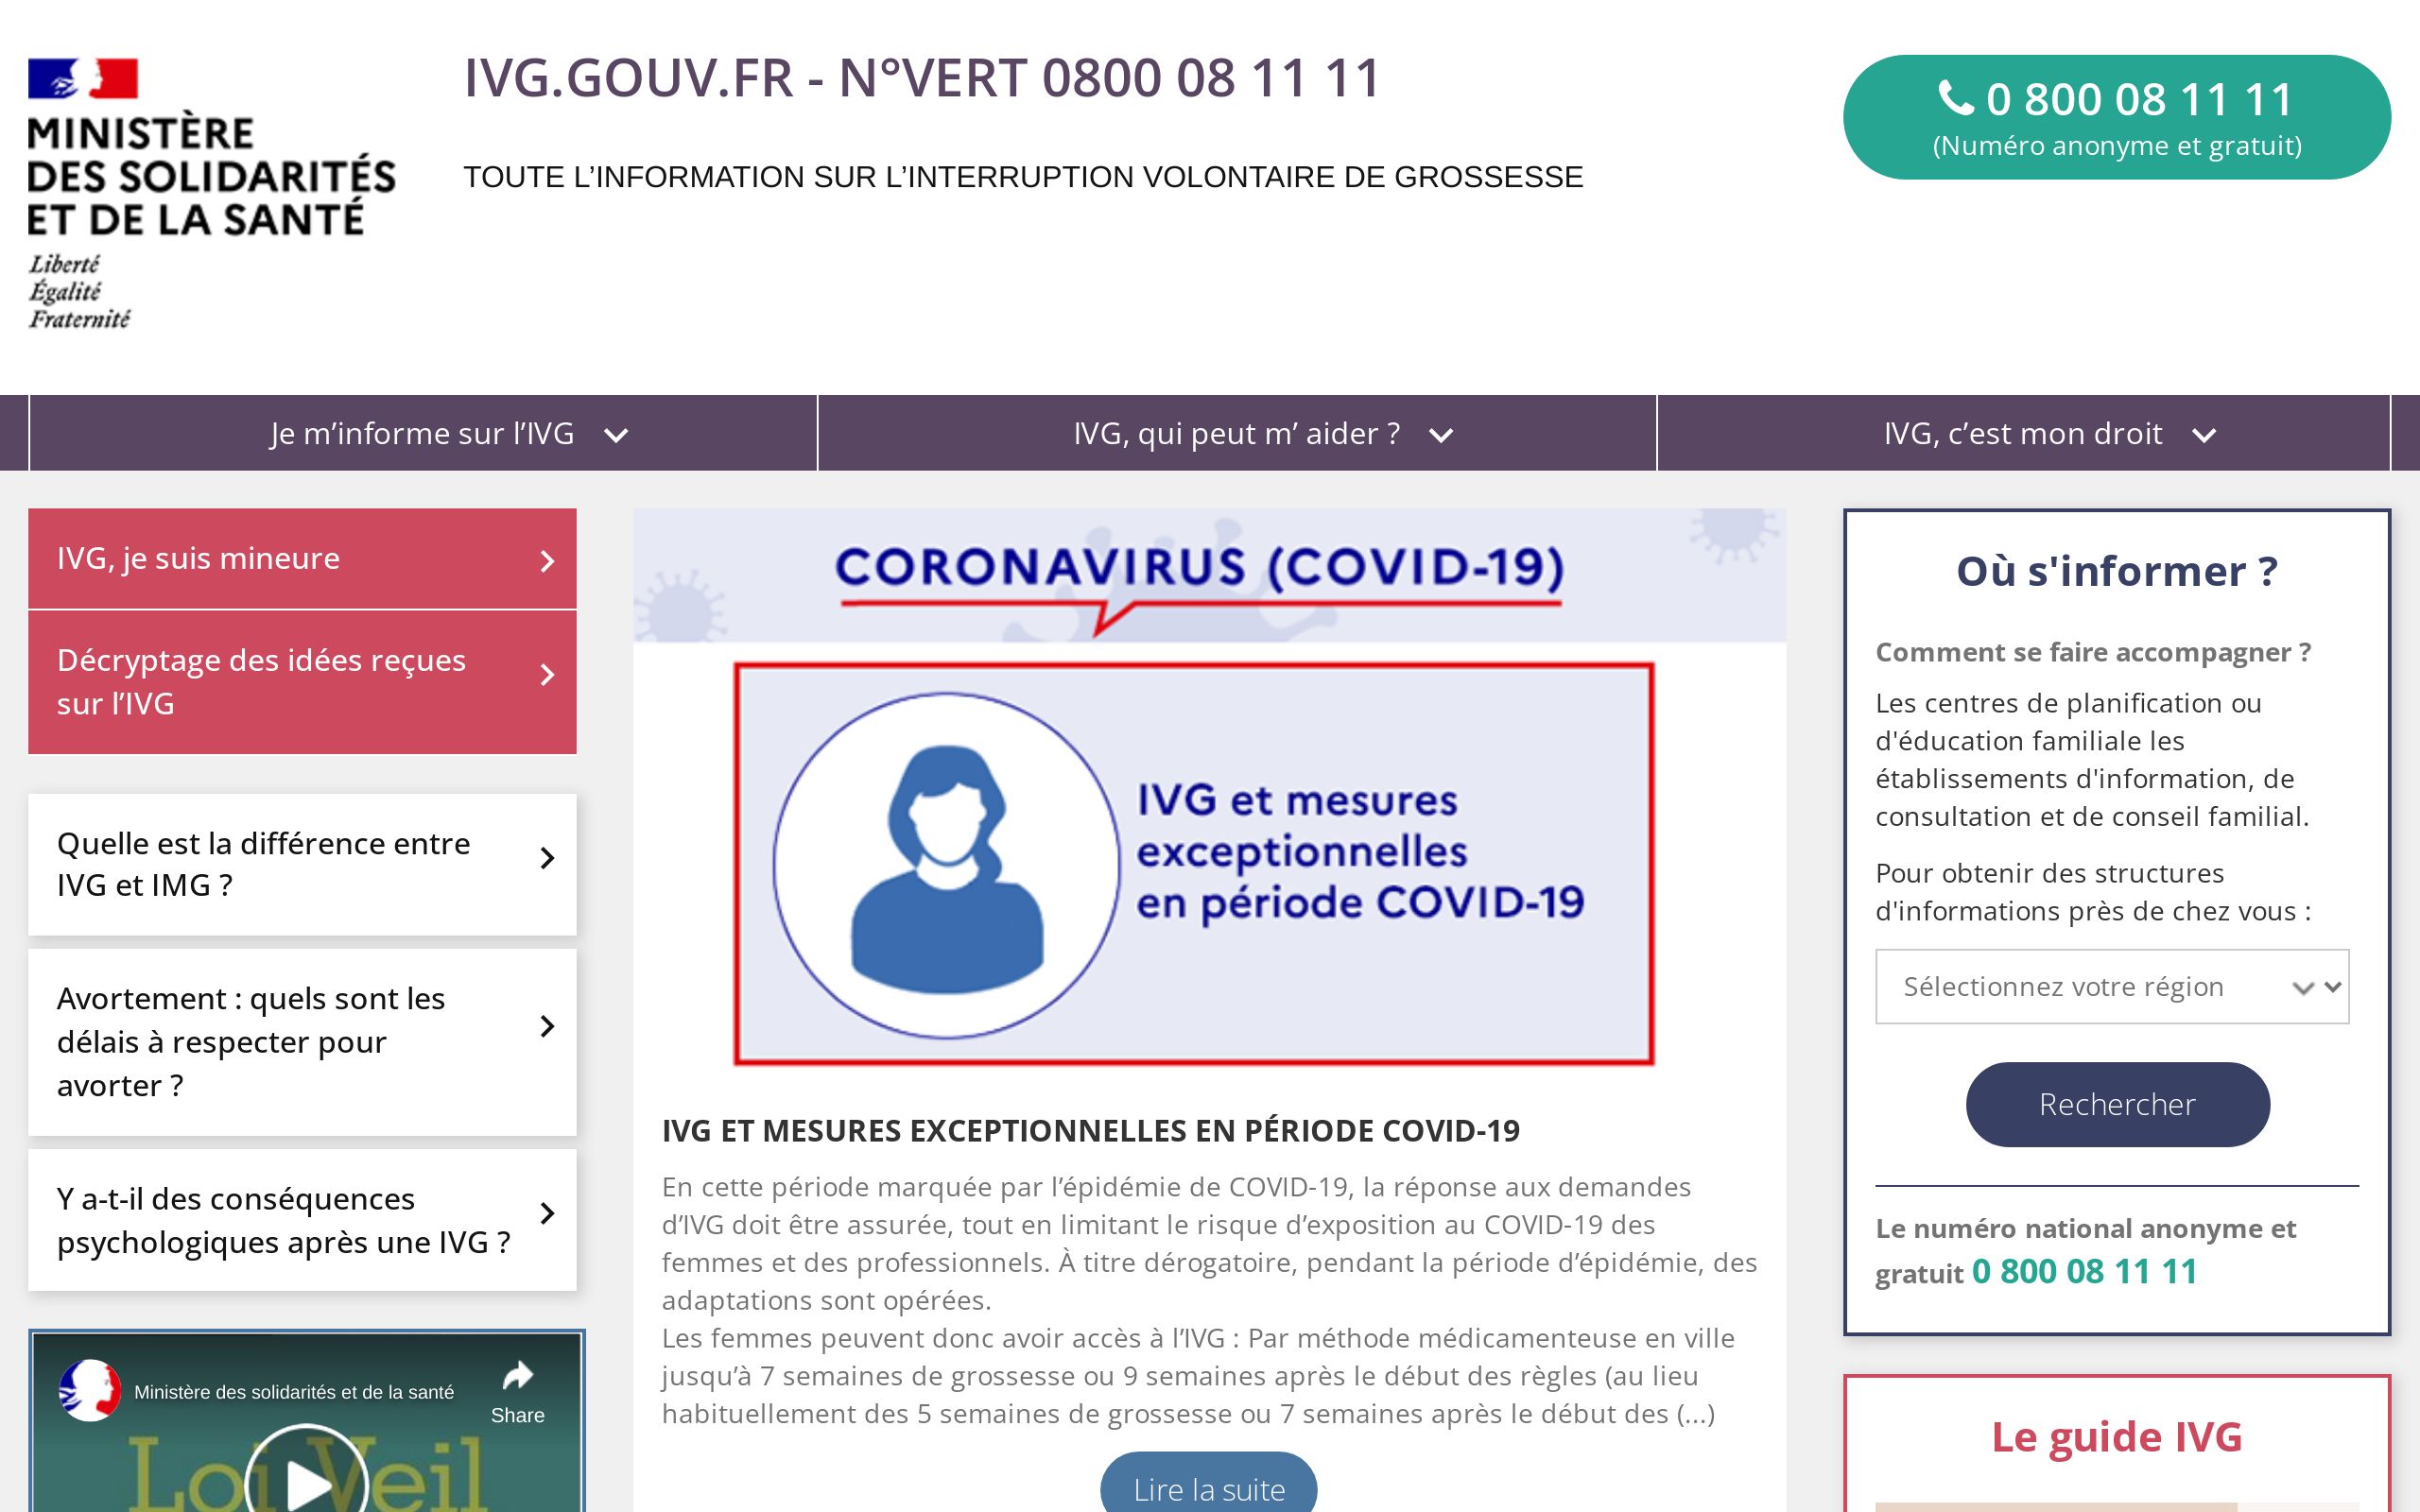 MINISTÈRE
DES SOLIDARITÉS
ET DE LA SANTÉ
Liberté
Égalité
Fraternité
IVG.GOUV.FR - N°VERT 0800 08 11 11
TOUTE L’INFORMATION SUR L’INTERRUPTION VOLONTAIRE DE GROSSESSE
0 800 08 11 11
(Numéro anonyme et gratuit)
Je m’informe sur l’IVG
IVG, qui peut m’ aider ?
IVG, c’est mon droit
IVG, je suis mineure
Décryptage des idées reçues
sur l’IVG
Quelle est la différence entre
IVG et IMG ?
Avortement : quels sont les
délais à respecter pour
avorter ?
Y a-t-il des conséquences
psychologiques après une IVG ?
Ministère des solidarités et de la santé
Share
Loi Veil
CORONAVIRUS (COVID-19)
IVG et mesures
exceptionnelles
en période COVID-19
IVG ET MESURES EXCEPTIONNELLES EN PÉRIODE COVID-19
En cette période marquée par l’épidémie de COVID-19, la réponse aux demandes
d’IVG doit être assurée, tout en limitant le risque d’exposition au COVID-19 des
femmes et des professionnels. À titre dérogatoire, pendant la période d’épidémie, des
adaptations sont opérées.
Les femmes peuvent donc avoir accès à l’IVG : Par méthode médicamenteuse en ville
jusqu’à 7 semaines de grossesse ou 9 semaines après le début des règles (au lieu
habituellement des 5 semaines de grossesse ou 7 semaines après le début des (...)
Lire la suite
Où s'informer ?
Comment se faire accompagner ?
Les centres de planification ou
d'éducation familiale les
établissements d'information, de
consultation et de conseil familial.
Pour obtenir des structures
d'informations près de chez vous :
Sélectionnez votre région
Rechercher
Le numéro national anonyme et
gratuit 0 800 08 11 11
Le guide IVG